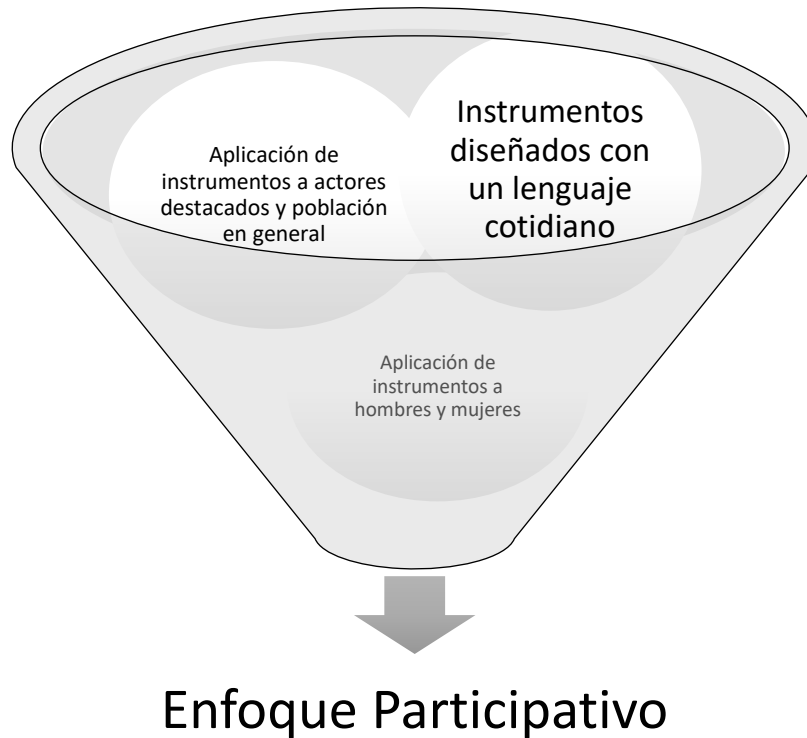 Aplicación de
instrumentos a actores
destacados y población
en general
Instrumentos
diseñados con
un lenguaje
cotidiano
Aplicación de
instrumentos a
hombres y mujeres
Enfoque Participativo